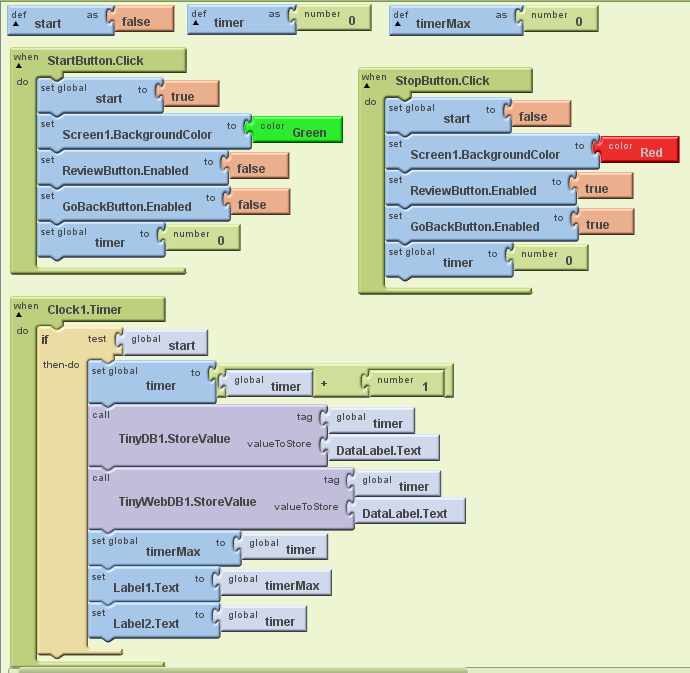 def start as false
def timer as number 0
def timerMax as number 0
when StartButton.Click
do
set global start to true
set Screen1.BackgroundColor to color Green
set ReviewButton.Enabled to false
set GoBackButton.Enabled to false
set global timer to number 0
when StopButton.Click
do
set global start to false
set Screen1.BackgroundColor to color Red
set ReviewButton.Enabled to true
set GoBackButton.Enabled to true
set global timer to number 0
when Clock1.Timer
do
if test global start
then-do
set global timer to global timer + number 1
call TinyDB1.StoreValue tag global timer
valueToStore DataLabel.Text
call TinyWebDB1.StoreValue tag global timer
valueToStore DataLabel.Text
set global timerMax to global timer
set Label1.Text to global timerMax
set Label2.Text to global timer